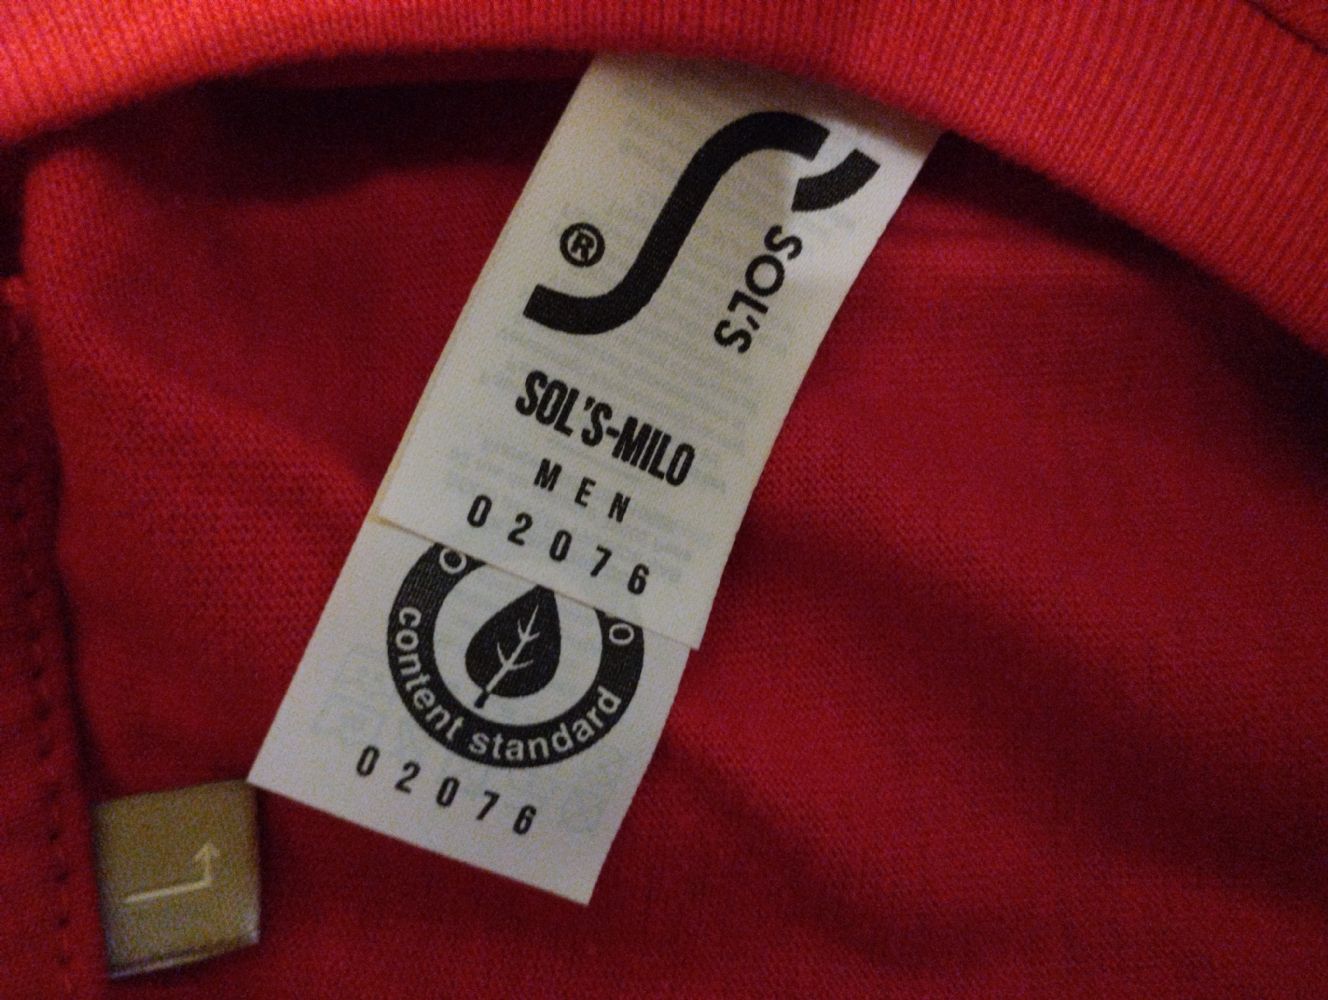 ®
SOL'S
SOL'S-MILO
MEN
02076
content standard
02076